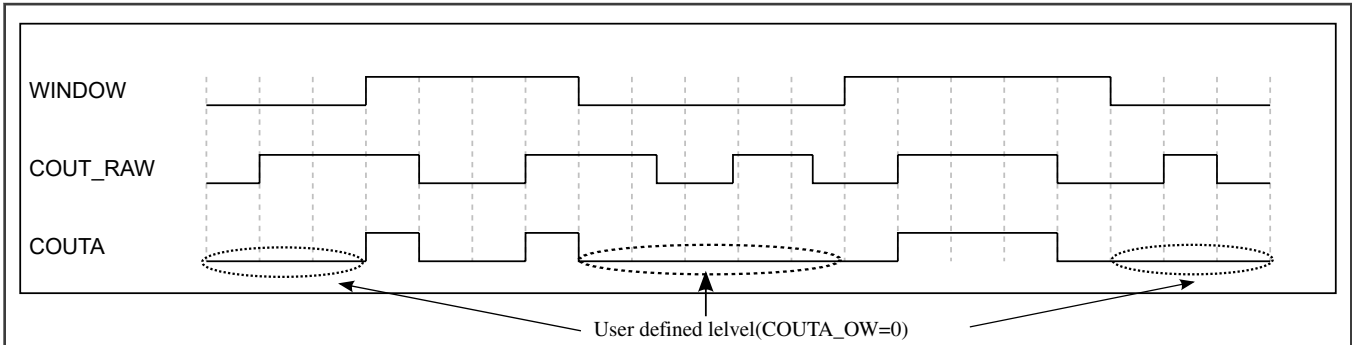 WINDOW
COUT_RAW
COUTA
User defined lelvel(COUTA_OW=0)